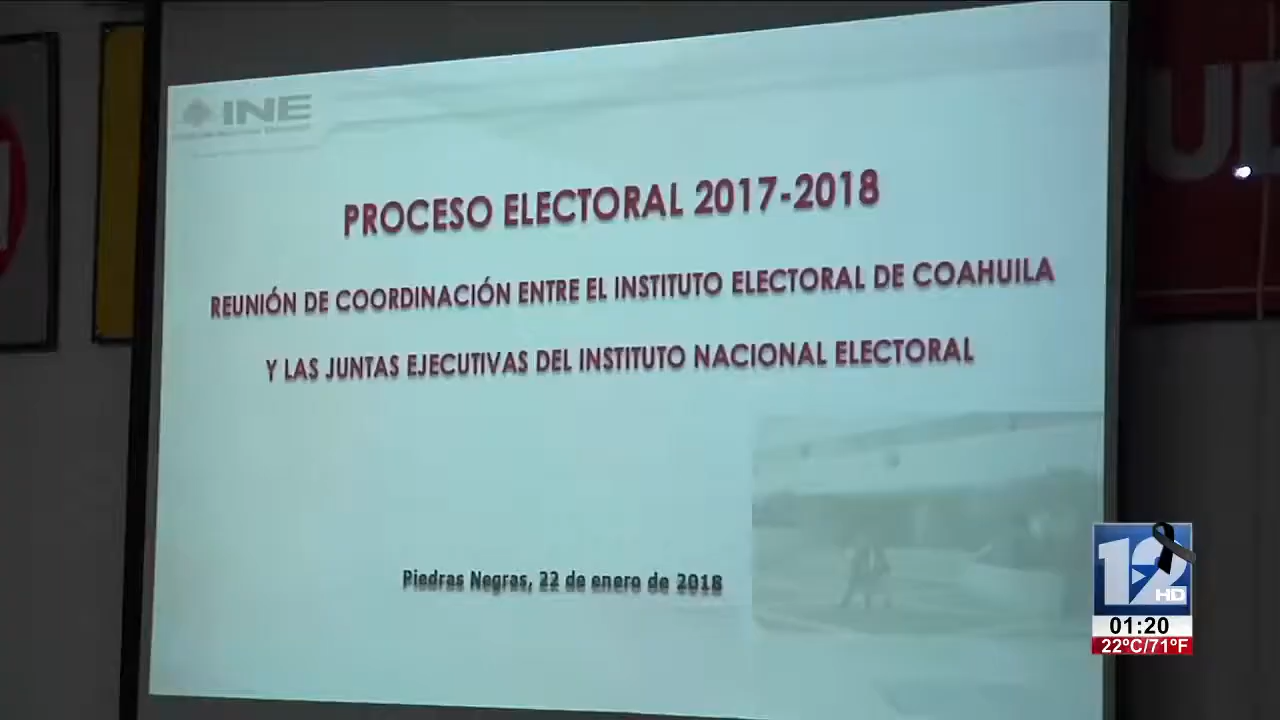 INE
PROCESO ELECTORAL 2017-2018
REUNIÓN DE COORDINACIÓN ENTRE EL INSTITUTO ELECTORAL DE COAHUILA
Y LAS JUNTAS EJECUTIVAS DEL INSTITUTO NACIONAL ELECTORAL
Piedras Negras, 22 de enero de 2018
12
HD
01:20
22°C/71°F